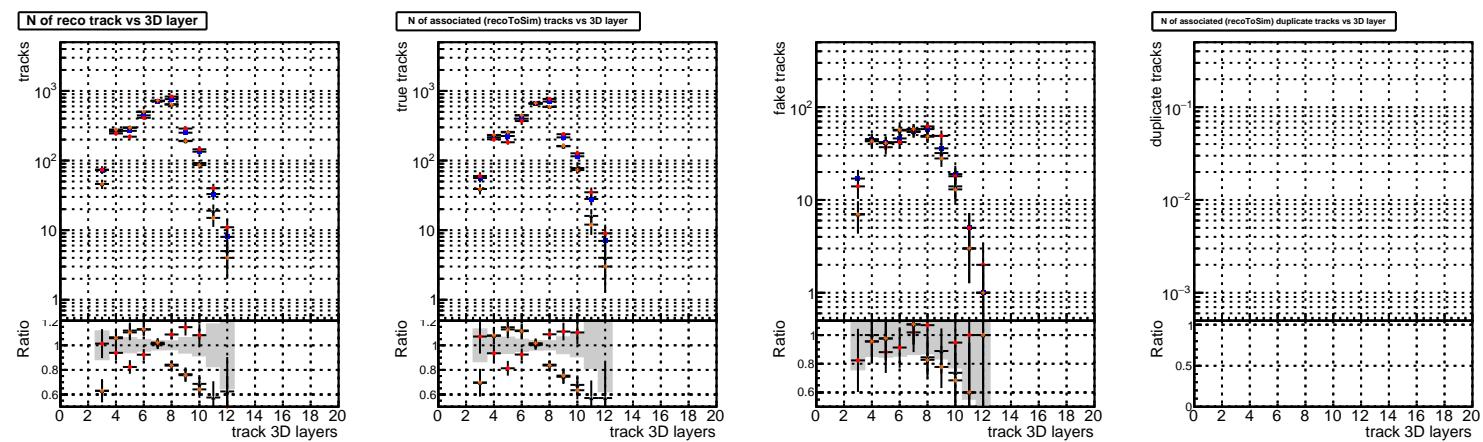 N of reco track vs 3D layer
N of associated (recoToSim) tracks vs 3D layer
N of associated (recoToSim) duplicate tracks vs 3D layer
tracks
10³
10²
10
1
Ratio
1.2
1
0.8
0.6
0 2 4 6 8 10 12 14 16 18 20
track 3D layers
true tracks
10³
10²
10
1
Ratio
1.2
1
0.8
0.6
0 2 4 6 8 10 12 14 16 18 20
track 3D layers
fake tracks
10²
10
1
Ratio
1
0.8
0.6
0 2 4 6 8 10 12 14 16 18 20
track 3D layers
duplicate tracks
10⁻¹
10⁻²
10⁻³
Ratio
1
0.5
0
0 2 4 6 8 10 12 14 16 18 20
track 3D layers